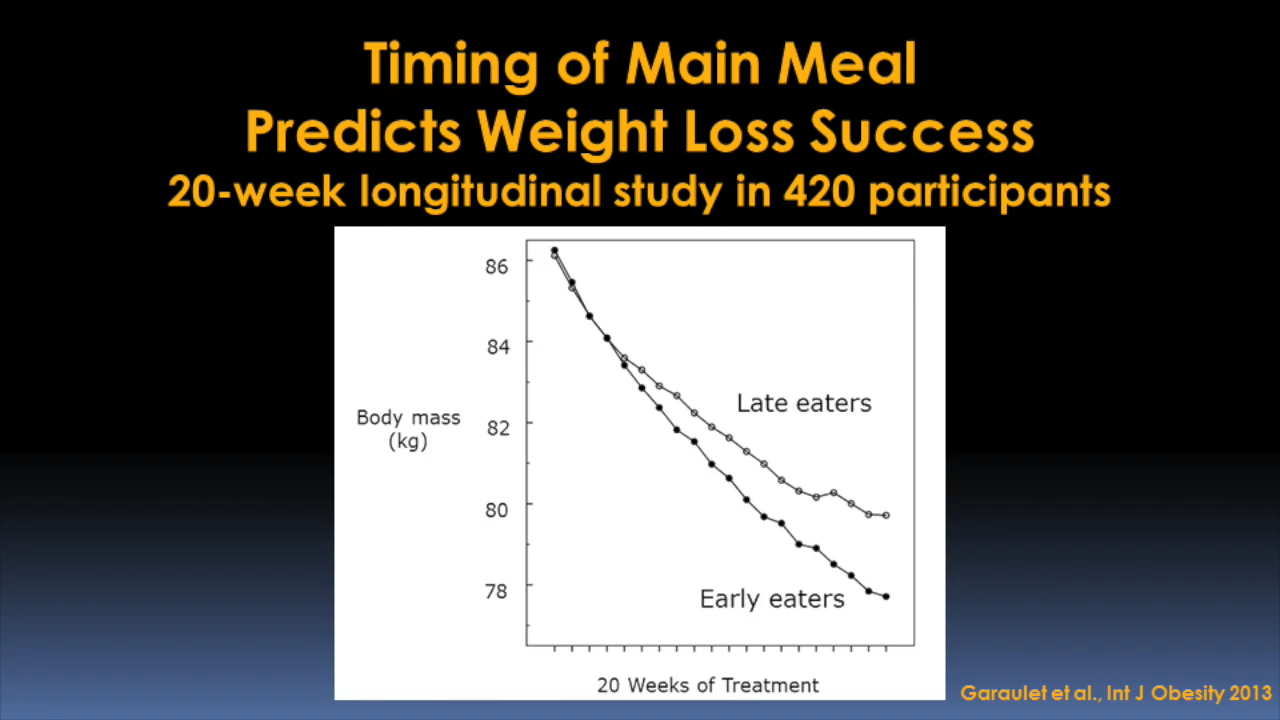 Timing of Main Meal
Predicts Weight Loss Success
20-week longitudinal study in 420 participants
86
84
Late eaters
Body mass
(kg)
82
80
78
Early eaters
20 Weeks of Treatment
Garaulet et al., Int J Obesity 2013